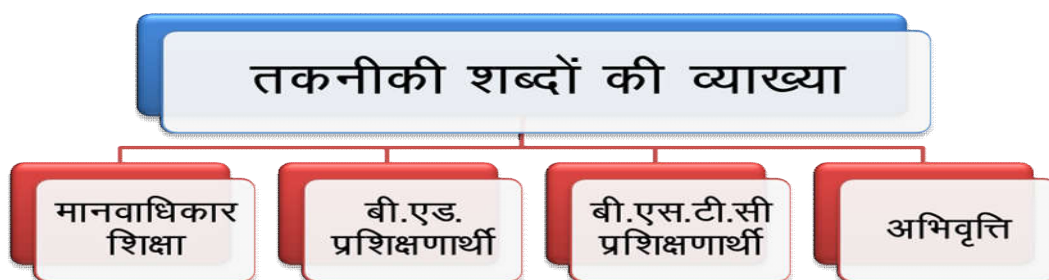 तकनीकी शब्दों की व्याख्या
मानवाधिकार
शिक्षा
बी.एड.
प्रशिक्षणार्थी
बी.एस.टी.सी
प्रशिक्षणार्थी
अभिवृत्ति